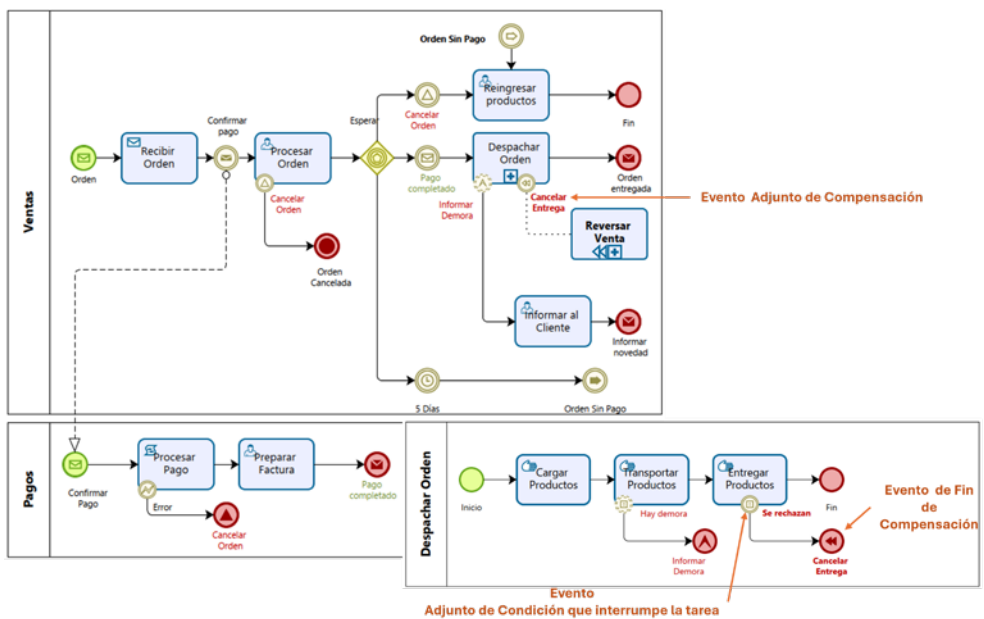 Ventas
Orden Sin Pago
Reingresar
productos
Fin
Cancelar
Orden
Esperar
Confirmar
pago
Orden
Recibir
Orden
Procesar
Orden
Cancelar
Orden
Orden
Cancelada
Pago
completado
Despachar
Orden
Orden
entregada
Informar
Demora
Cancelar
Entrega
Evento Adjunto de Compensación
Reversar
Venta
Informar al
Cliente
Informar
novedad
5 Días
Orden Sin Pago
Pagos
Confirmar
Pago
Procesar
Pago
Error
Cancelar
Orden
Preparar
Factura
Pago
completado
Despachar Orden
Inicio
Cargar
Productos
Transportar
Productos
Hay demora
Informar
Demora
Entregar
Productos
Se rechazan
Fin
Cancelar
Entrega
Evento de Fin
de
Compensación
Evento
Adjunto de Condición que interrumpe la tarea